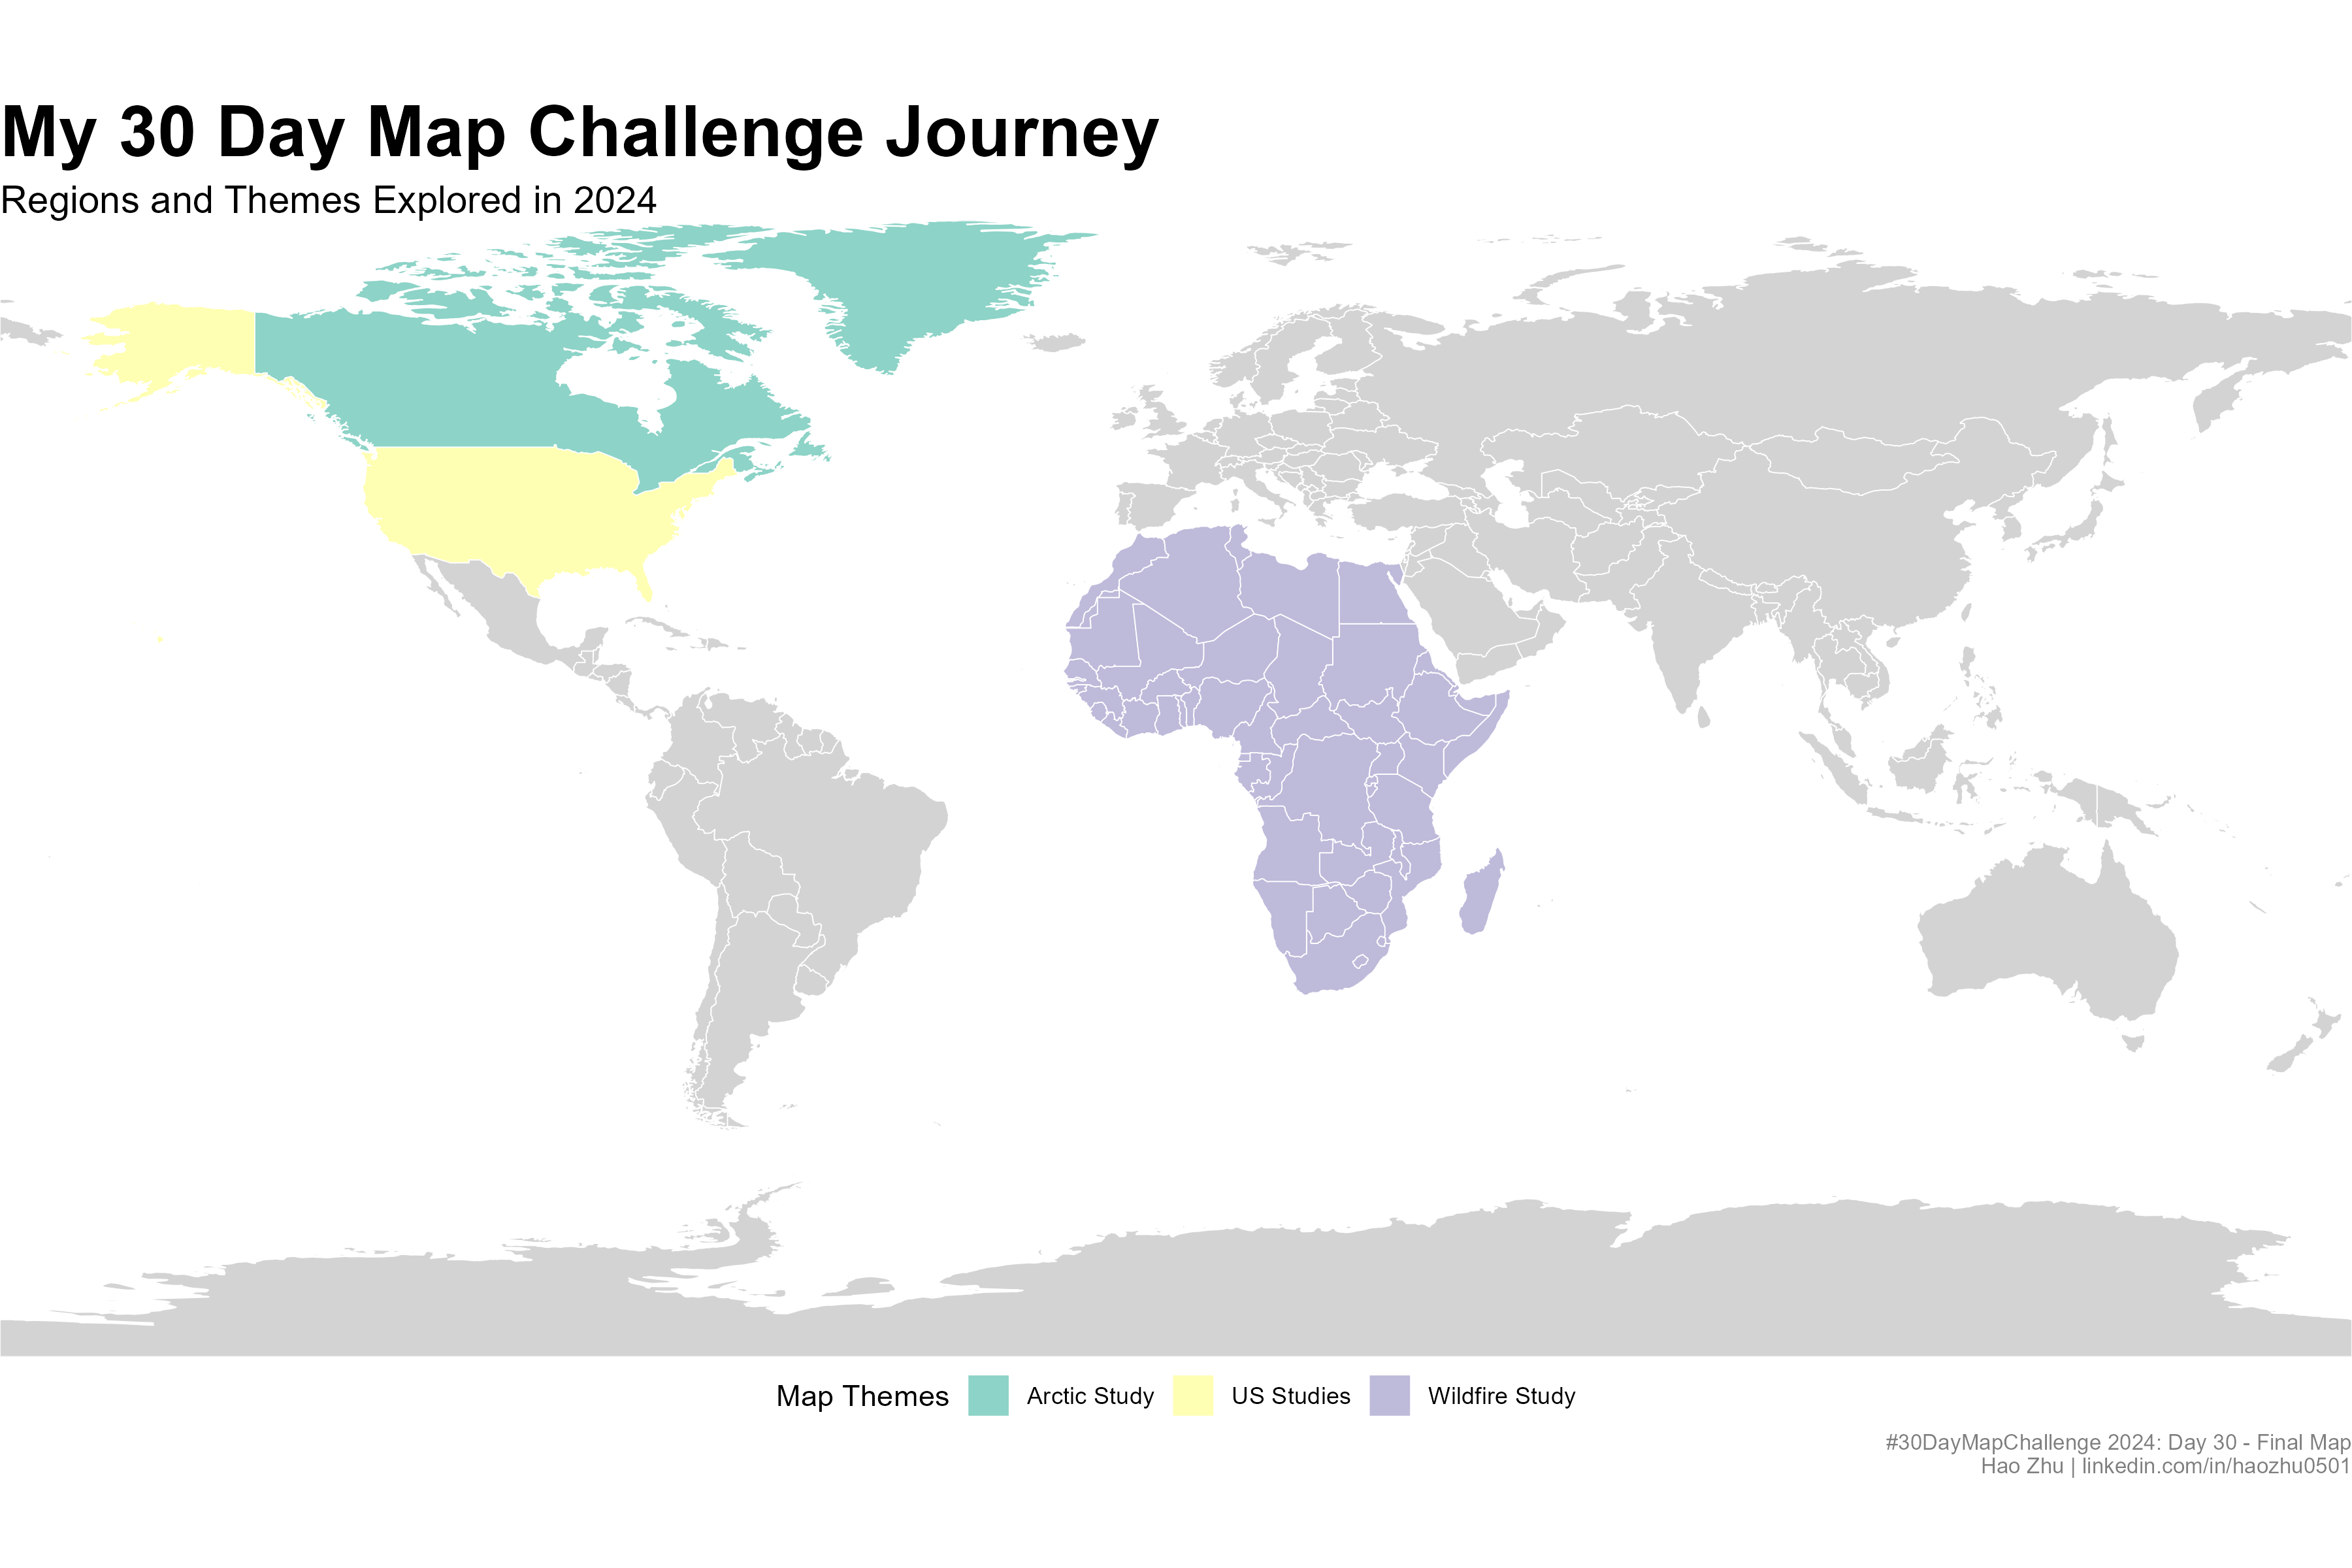 My 30 Day Map Challenge Journey
Regions and Themes Explored in 2024
Map Themes Arctic Study US Studies Wildfire Study
#30DayMapChallenge 2024: Day 30 - Final Map
Hao Zhu | linkedin.com/in/haozhu0501